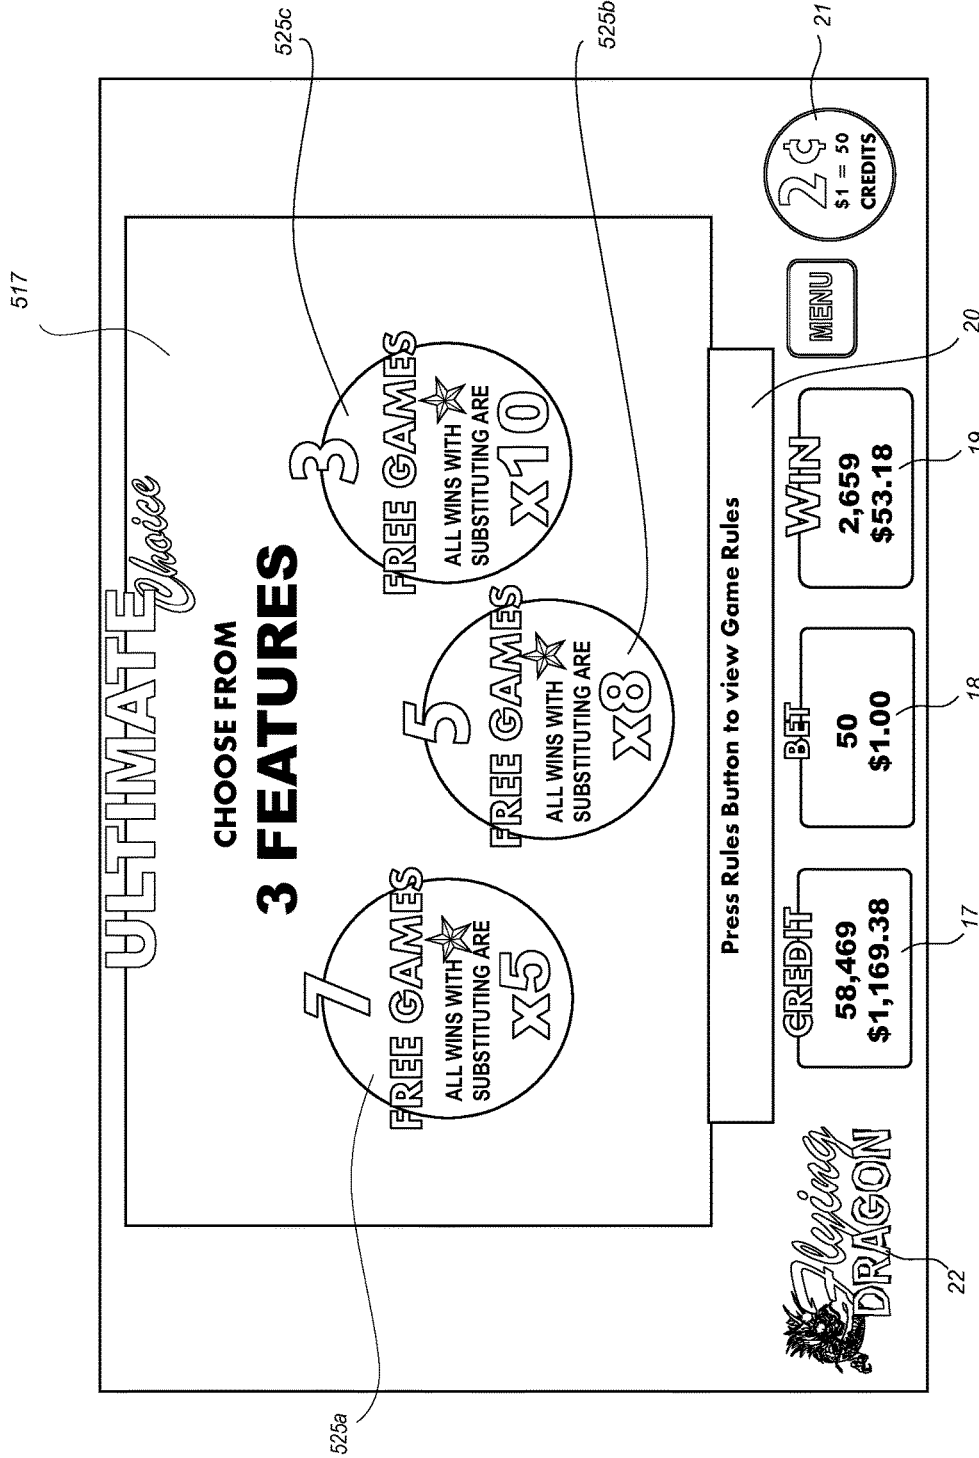 ULTIMATE
Choice
CHOOSE FROM
3 FEATURES
7
FREE GAMES
ALL WINS WITH
SUBSTITUTING ARE
x5
5
FREE GAMES
ALL WINS WITH
SUBSTITUTING ARE
x8
3
FREE GAMES
ALL WINS WITH
SUBSTITUTING ARE
x10
Press Rules Button to view Game Rules
Flying
DRAGON
CREDIT
58,469
$1,169.38
BET
50
$1.00
WIN
2,659
$53.18
MENU
2¢
$1 = 50
CREDITS
517
525a
525b
525c
22
17
18
19
20
21